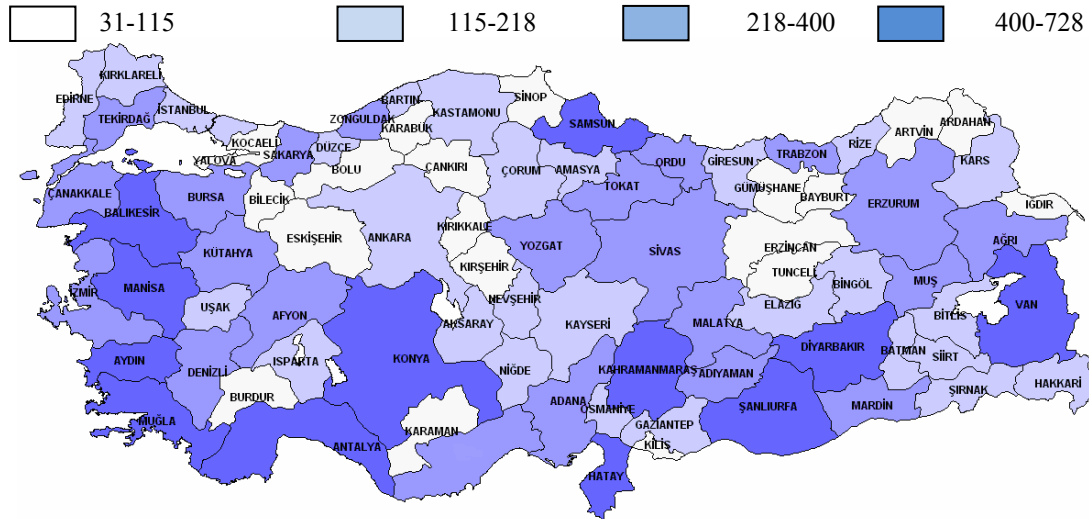 31-115 115-218 218-400 400-728
KIRKLARELİ
EDİRNE
İSTANBUL
TEKİRDAĞ
KOCAELİ
YALOVA
SAKARYA
DÜZCE
ZONGULDAK
BARTIN
KARABÜK
KASTAMONU
SİNOP
SAMSUN
BOLU
ÇANKIRI
ÇORUM
AMASYA
ORDU
TOKAT
GİRESUN
TRABZON
GÜMÜŞHANE
BAYBURT
RİZE
ARTVİN
ARDAHAN
KARS
IGDIR
ÇANAKKALE
BALIKESİR
BURSA
BİLECİK
ESKİŞEHİR
ANKARA
KIRIKKALE
KIRŞEHİR
YOZGAT
SİVAS
ERZİNCAN
TUNCELİ
ERZURUM
AĞRI
KÜTAHYA
MANİSA
İZMİR
UŞAK
AFYON
AKSARAY
NEVŞEHİR
KAYSERİ
MALATYA
ELAZIĞ
BİNGÖL
MUŞ
BİTLİS
VAN
AYDIN
DENİZLİ
ISPARTA
BURDUR
KONYA
NİĞDE
KAHRAMANMARAŞ
ADIYAMAN
DİYARBAKIR
BATMAN
SİİRT
ŞIRNAK
HAKKARİ
MUĞLA
ANTALYA
KARAMAN
ADANA
OSMANİYE
GAZİANTEP
KİLİS
HATAY
ŞANLIURFA
MARDİN